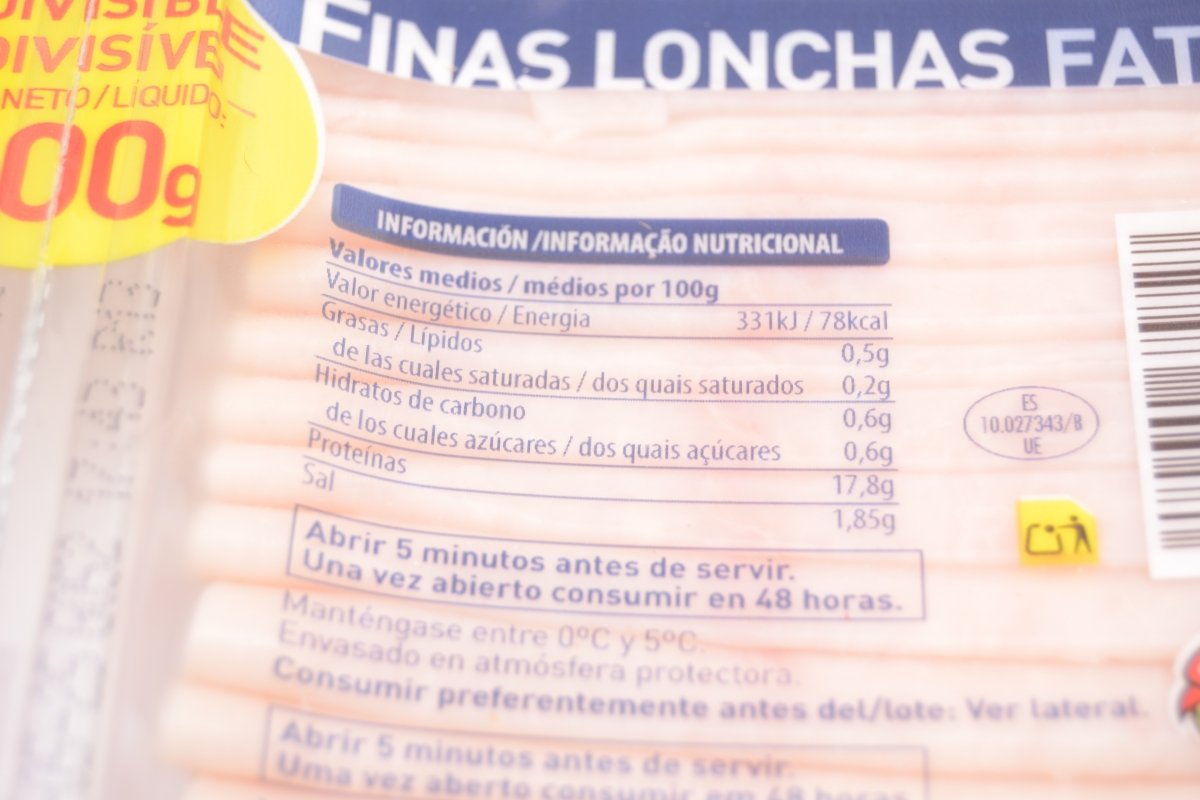 DIVISÍVE
NETO/LÍQUIDO:
00g
FINAS LONCHAS FAT
INFORMACIÓN /INFORMAÇÃO NUTRICIONAL
Valores medios / médios por 100g
Valor energético / Energia 331kJ / 78kcal
Grasas / Lípidos 0,5g
de las cuales saturadas / dos quais saturados 0,2g
Hidratos de carbono 0,6g
de los cuales azúcares / dos quais açúcares 0,6g
Proteínas 17,8g
Sal 1,85g
ES
10.027343/B
UE
Abrir 5 minutos antes de servir.
Una vez abierto consumir en 48 horas.
Manténgase entre 0ºC y 5ºC.
Envasado en atmósfera protectora.
Consumir preferentemente antes del/lote: Ver lateral.
Abrir 5 minutos antes de servir.
Uma vez aberto consumir em 48 horas